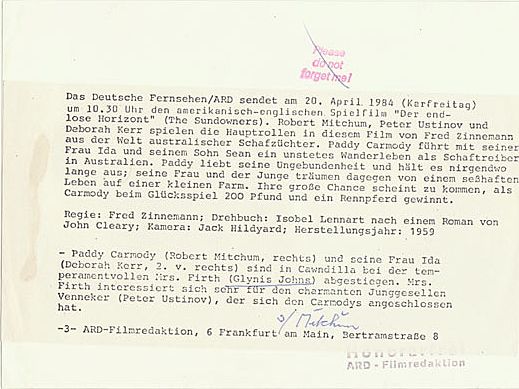 Please
do not
forget me!
Das Deutsche Fernsehen/ARD sendet am 20. April 1984 (Karfreitag)
um 10.30 Uhr den amerikanisch-englischen Spielfilm "Der end-
lose Horizont" (The Sundowners). Robert Mitchum, Peter Ustinov und
Deborah Kerr spielen die Hauptrollen in diesem Film von Fred Zinnemann
aus der Welt australischer Schafzüchter. Paddy Carmody führt mit seiner
Frau Ida und seinem Sohn Sean ein unstetes Wanderleben als Schaftreiber
in Australien. Paddy liebt seine Ungebundenheit und hält es nirgendwo
lange aus; seine Frau und der Junge träumen dagegen von einem seßhaften
Leben auf einer kleinen Farm. Ihre große Chance scheint zu kommen, als
Carmody beim Glücksspiel 200 Pfund und ein Rennpferd gewinnt.
Regie: Fred Zinnemann; Drehbuch: Isobel Lennart nach einem Roman von
John Cleary; Kamera: Jack Hildyard; Herstellungsjahr: 1959
- Paddy Carmody (Robert Mitchum, rechts) und seine Frau Ida
(Deborah Kerr, 2. v. rechts) sind in Cawndilla bei der tem-
peramentvollen Mrs. Firth (Glynis Johns) abgestiegen. Mrs.
Firth interessiert sich sehr für den charmanten Junggesellen
Venneker (Peter Ustinov), der sich den Carmodys angeschlossen
hat.
s/ Mitchum
-3- ARD-Filmredaktion, 6 Frankfurt am Main, Bertramstraße 8
ARD - Filmredaktion